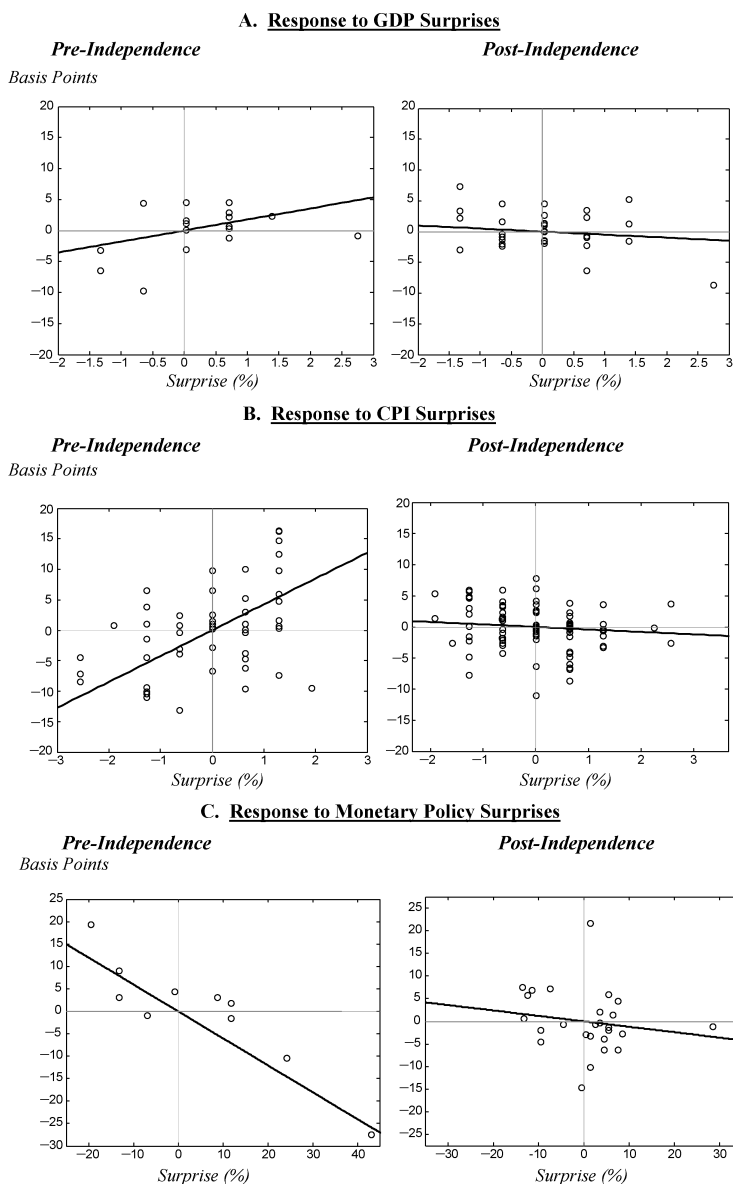 A. Response to GDP Surprises
Pre-Independence Post-Independence
Basis Points
20 20
15 15
10 10
5 5
0 0
−5 −5
−10 −10
−15 −15
−20 −20
−2 −1.5 −1 −0.5 0 0.5 1 1.5 2 2.5 3 −2 −1.5 −1 −0.5 0 0.5 1 1.5 2 2.5 3
Surprise (%) Surprise (%)
B. Response to CPI Surprises
Pre-Independence Post-Independence
Basis Points
20 20
15 15
10 10
5 5
0 0
−5 −5
−10 −10
−15 −15
−20 −20
−3 −2 −1 0 1 2 3 −2 −1 0 1 2 3
Surprise (%) Surprise (%)
C. Response to Monetary Policy Surprises
Pre-Independence Post-Independence
Basis Points
25 25
20 20
15 15
10 10
5 5
0 0
−5 −5
−10 −10
−15 −15
−20 −20
−25 −25
−30
−20 −10 0 10 20 30 40 −30 −20 −10 0 10 20 30
Surprise (%) Surprise (%)